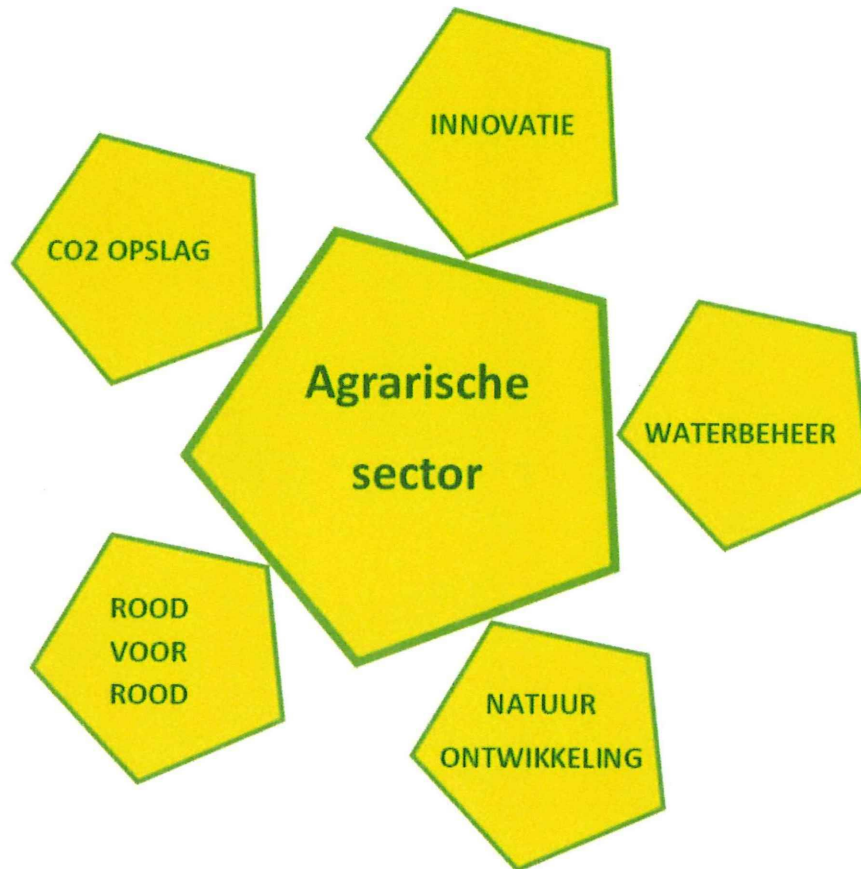 INNOVATIE
CO2 OPSLAG
Agrarische
sector
WATERBEHEER
ROOD
VOOR
ROOD
NATUUR
ONTWIKKELING